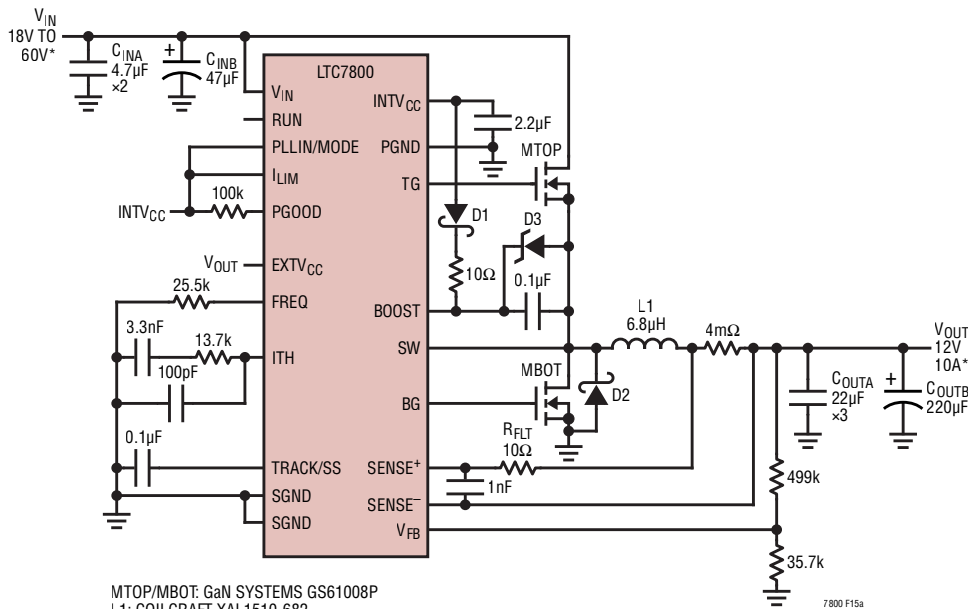 VIN
18V TO
60V*
CINA
4.7µF
×2
+
CINB
47µF
LTC7800
VIN
RUN
PLLIN/MODE
ILIM
100k
INTVCC
PGOOD
VOUT
EXTVCC
25.5k
FREQ
3.3nF
13.7k
ITH
100pF
0.1µF
TRACK/SS
SGND
SGND
INTVCC
2.2µF
PGND
MTOP
TG
D1
D3
10Ω
0.1µF
BOOST
L1
6.8µH
4mΩ
SW
VOUT
12V
10A*
MBOT
D2
BG
COUTA
22µF
×3
+
COUTB
220µF
RFLT
10Ω
SENSE+
1nF
SENSE–
499k
VFB
35.7k
MTOP/MBOT: GaN SYSTEMS GS61008P
L1: COILCRAFT XAL1510-682
7800 F15a